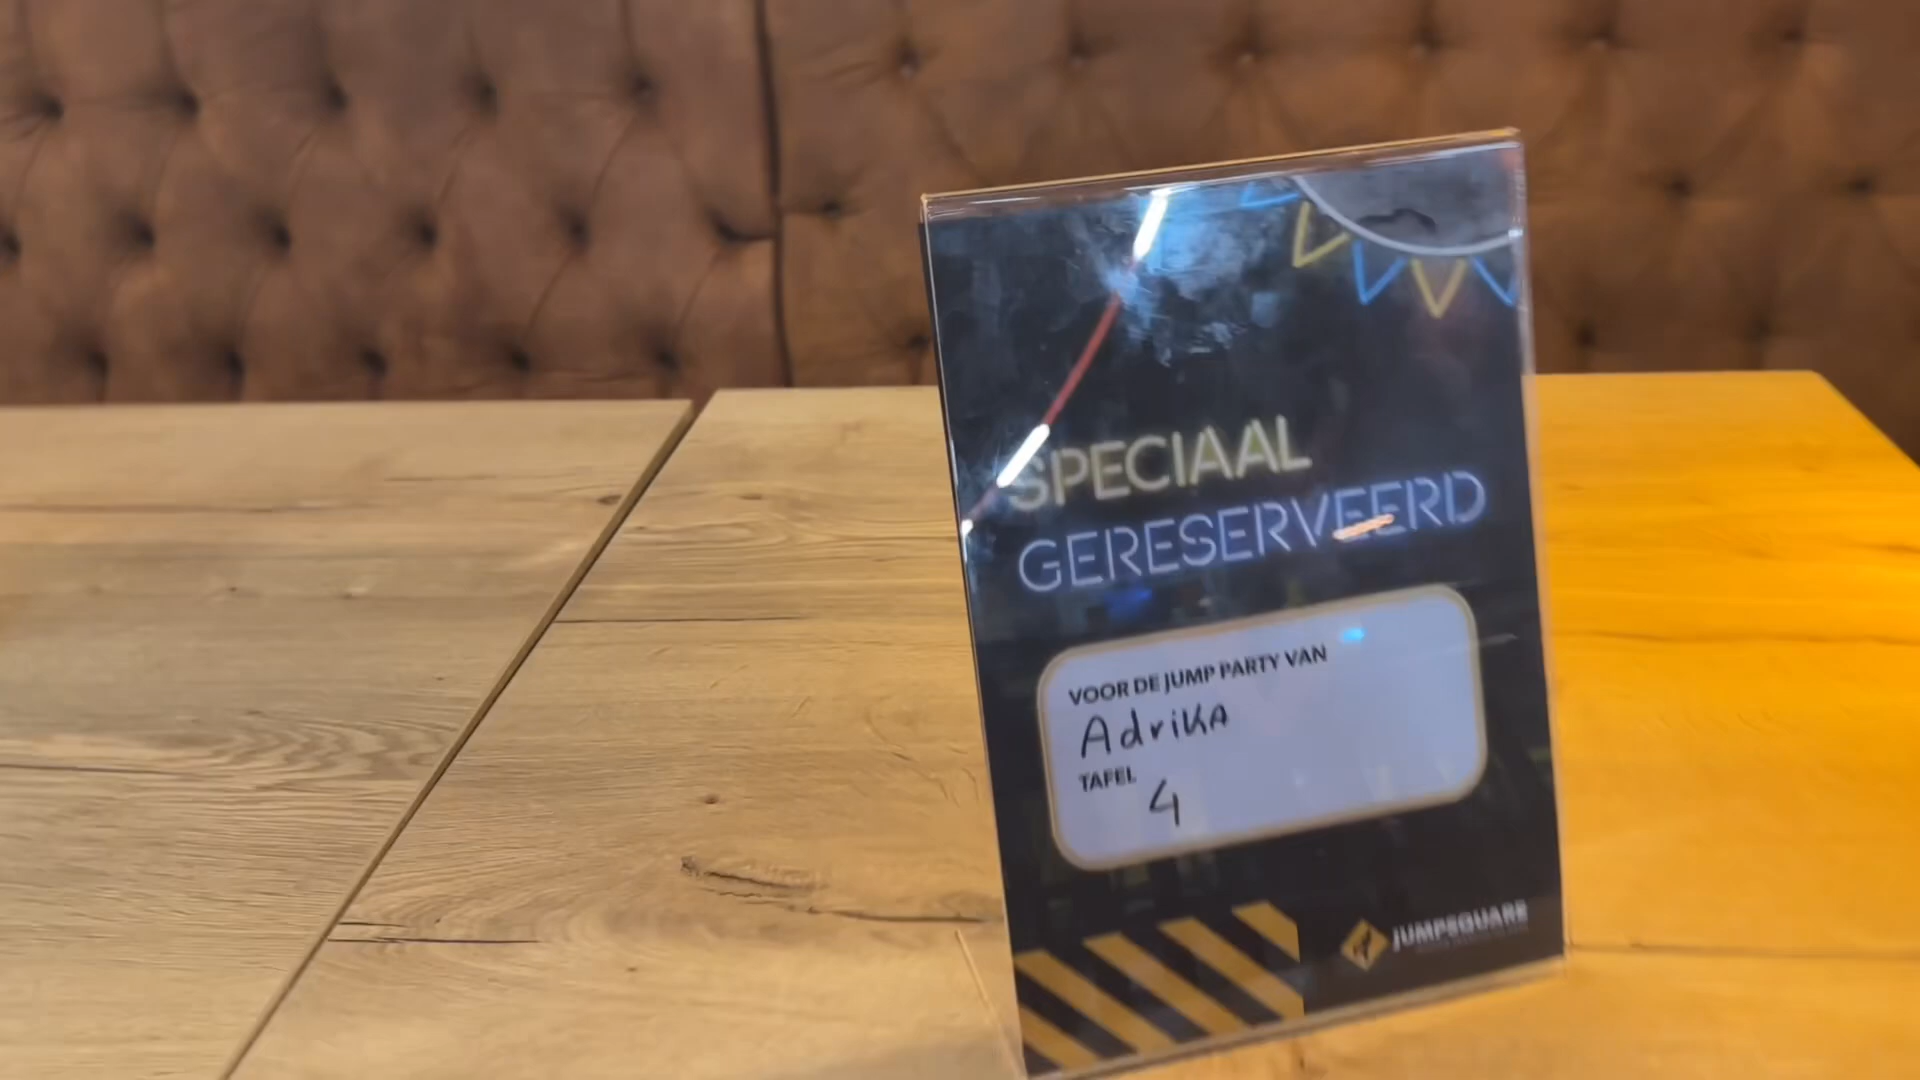 SPECIAAL
GERESERVEERD
VOOR DE JUMP PARTY VAN
Adrika
TAFEL
4
JUMPSQUARE